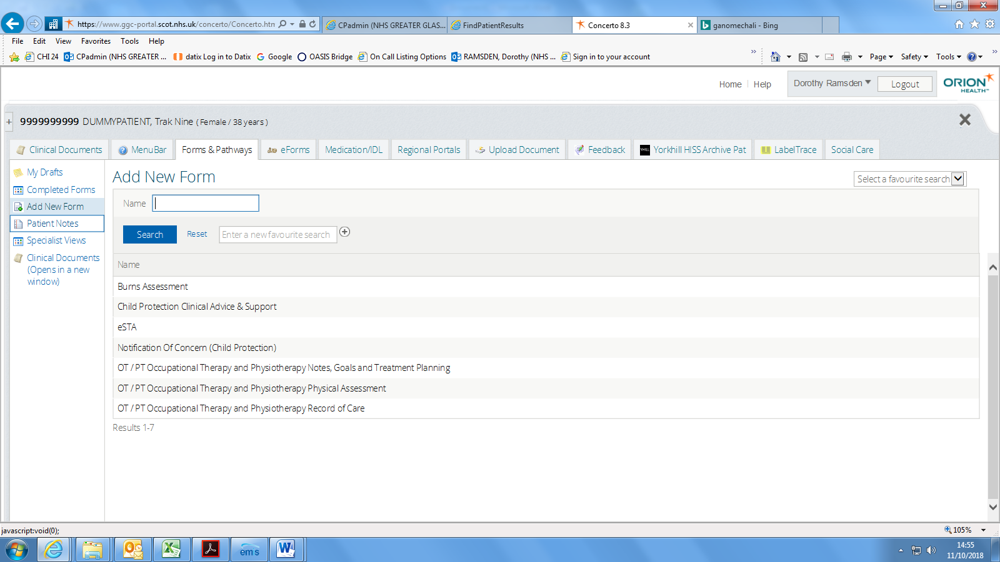 https://www.ggc-portal.scot.nhs.uk/concerto/Concerto.htm
CPadmin (NHS GREATER GLAS...
FindPatientResults
Concerto 8.3
ganomechali - Bing
File Edit View Favorites Tools Help
CHI 24 CPadmin (NHS GREATER ... datix Log in to Datix Google OASIS Bridge On Call Listing Options RAMSDEN, Dorothy (NHS ... Sign in to your account
Page Safety Tools
Home Help Dorothy Ramsden Logout
ORION
HEALTH™
+ 9999999999 DUMMYPATIENT, Trak Nine ( Female / 38 years )
Clinical Documents MenuBar Forms & Pathways eForms Medication/IDL Regional Portals Upload Document Feedback YHILL Yorkhill HISS Archive Pat LabelTrace Social Care
My Drafts
Completed Forms
Add New Form
Patient Notes
Specialist Views
Clinical Documents
(Opens in a new
window)
Add New Form
Select a favourite search
Name
Search Reset Enter a new favourite search
Name
Burns Assessment
Child Protection Clinical Advice & Support
eSTA
Notification Of Concern (Child Protection)
OT / PT Occupational Therapy and Physiotherapy Notes, Goals and Treatment Planning
OT / PT Occupational Therapy and Physiotherapy Physical Assessment
OT / PT Occupational Therapy and Physiotherapy Record of Care
Results 1-7
javascript:void(0);
105%
ems
14:55
11/10/2018